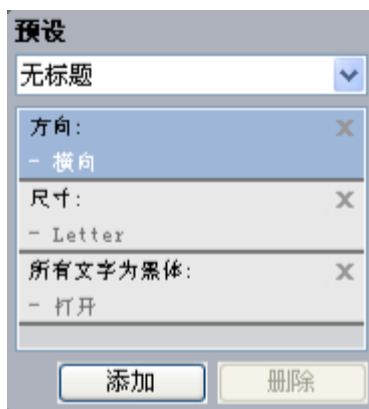 预设
无标题
方向:
- 横向
尺寸:
- Letter
所有文字为黑体:
- 打开
添加 删除